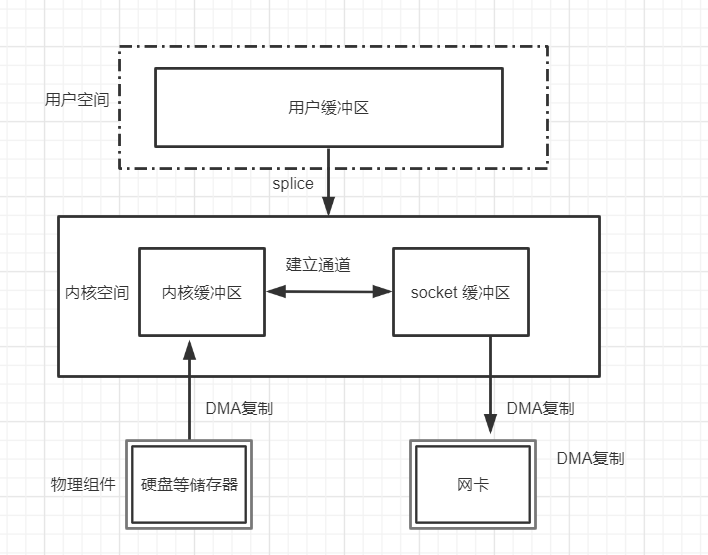 用户空间
用户缓冲区
splice
建立通道
内核空间
内核缓冲区
socket 缓冲区
DMA复制
DMA复制
DMA复制
物理组件
硬盘等储存器
网卡